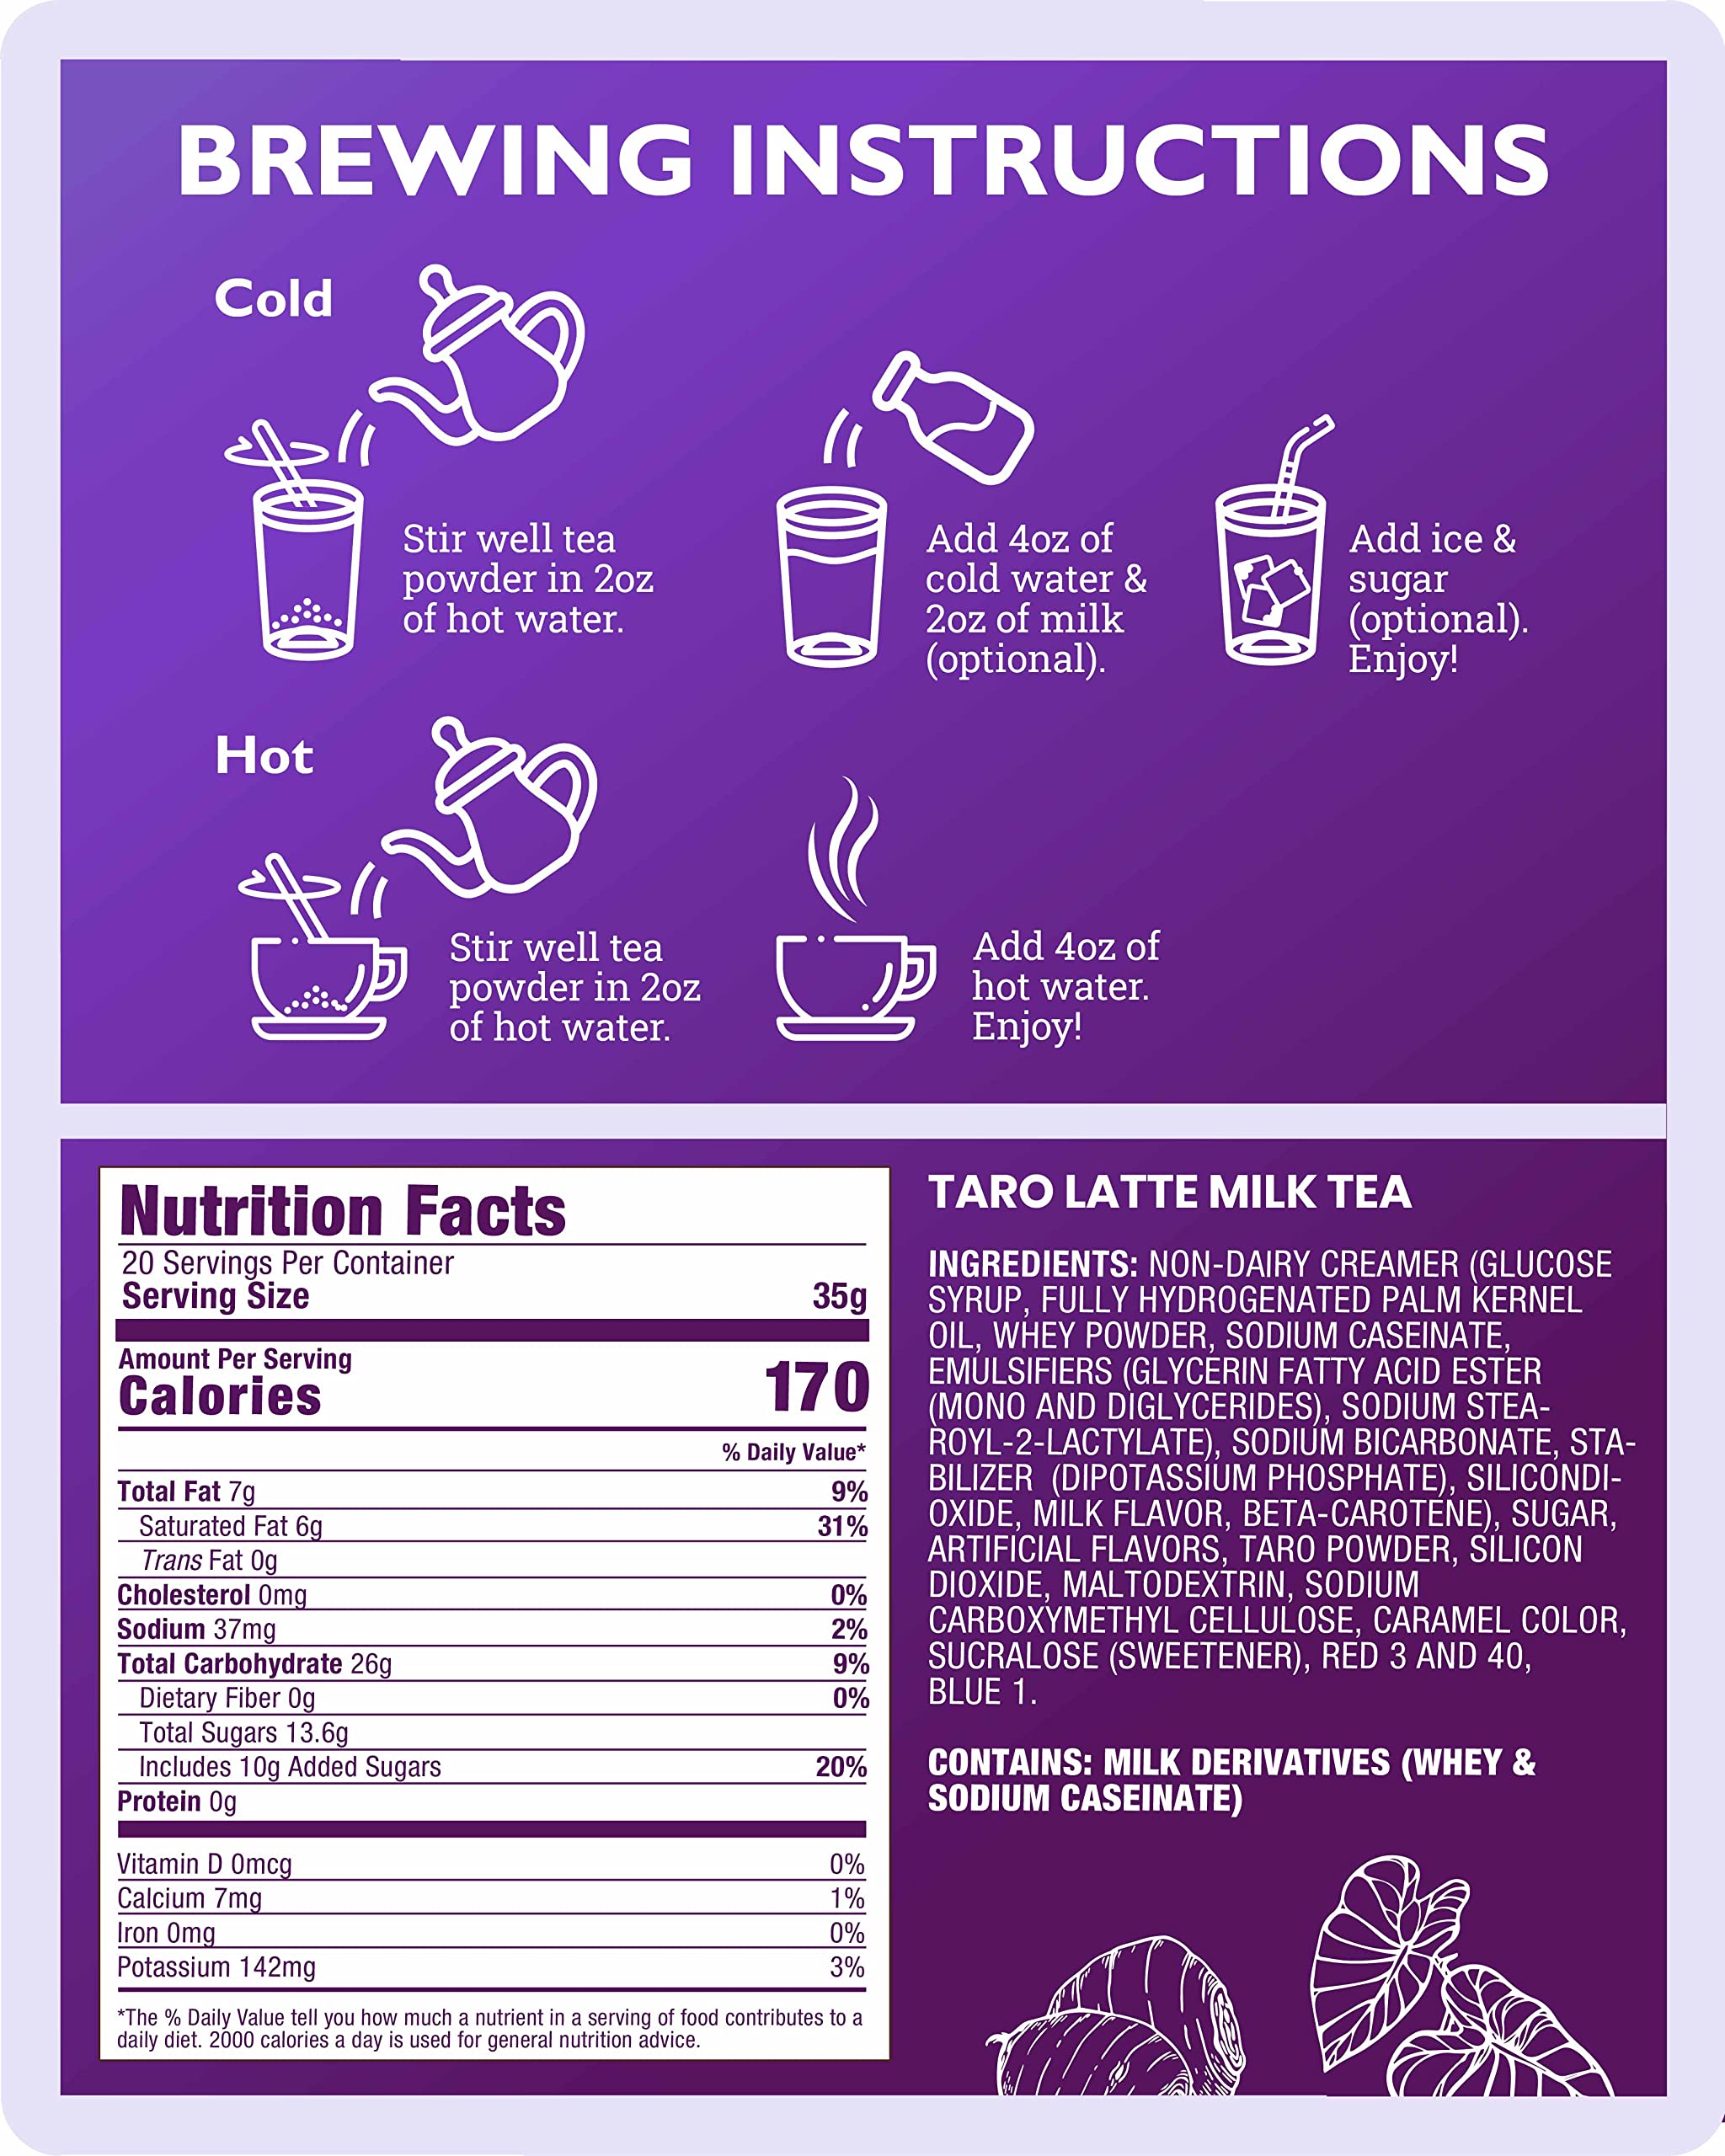 BREWING INSTRUCTIONS
Cold
Stir well tea
powder in 2oz
of hot water.
Add 4oz of
cold water &
2oz of milk
(optional).
Add ice &
sugar
(optional).
Enjoy!
Hot
Stir well tea
powder in 2oz
of hot water.
Add 4oz of
hot water.
Enjoy!
Nutrition Facts
20 Servings Per Container
Serving Size 35g
Amount Per Serving
Calories 170
% Daily Value*
Total Fat 7g 9%
Saturated Fat 6g 31%
Trans Fat 0g
Cholesterol 0mg 0%
Sodium 37mg 2%
Total Carbohydrate 26g 9%
Dietary Fiber 0g 0%
Total Sugars 13.6g
Includes 10g Added Sugars 20%
Protein 0g
Vitamin D 0mcg 0%
Calcium 7mg 1%
Iron 0mg 0%
Potassium 142mg 3%
*The % Daily Value tell you how much a nutrient in a serving of food contributes to a
daily diet. 2000 calories a day is used for general nutrition advice.
TARO LATTE MILK TEA
INGREDIENTS: NON-DAIRY CREAMER (GLUCOSE
SYRUP, FULLY HYDROGENATED PALM KERNEL
OIL, WHEY POWDER, SODIUM CASEINATE,
EMULSIFIERS (GLYCERIN FATTY ACID ESTER
(MONO AND DIGLYCERIDES), SODIUM STEA-
ROYL-2-LACTYLATE), SODIUM BICARBONATE, STA-
BILIZER (DIPOTASSIUM PHOSPHATE), SILICONDI-
OXIDE, MILK FLAVOR, BETA-CAROTENE), SUGAR,
ARTIFICIAL FLAVORS, TARO POWDER, SILICON
DIOXIDE, MALTODEXTRIN, SODIUM
CARBOXYMETHYL CELLULOSE, CARAMEL COLOR,
SUCRALOSE (SWEETENER), RED 3 AND 40,
BLUE 1.
CONTAINS: MILK DERIVATIVES (WHEY &
SODIUM CASEINATE)